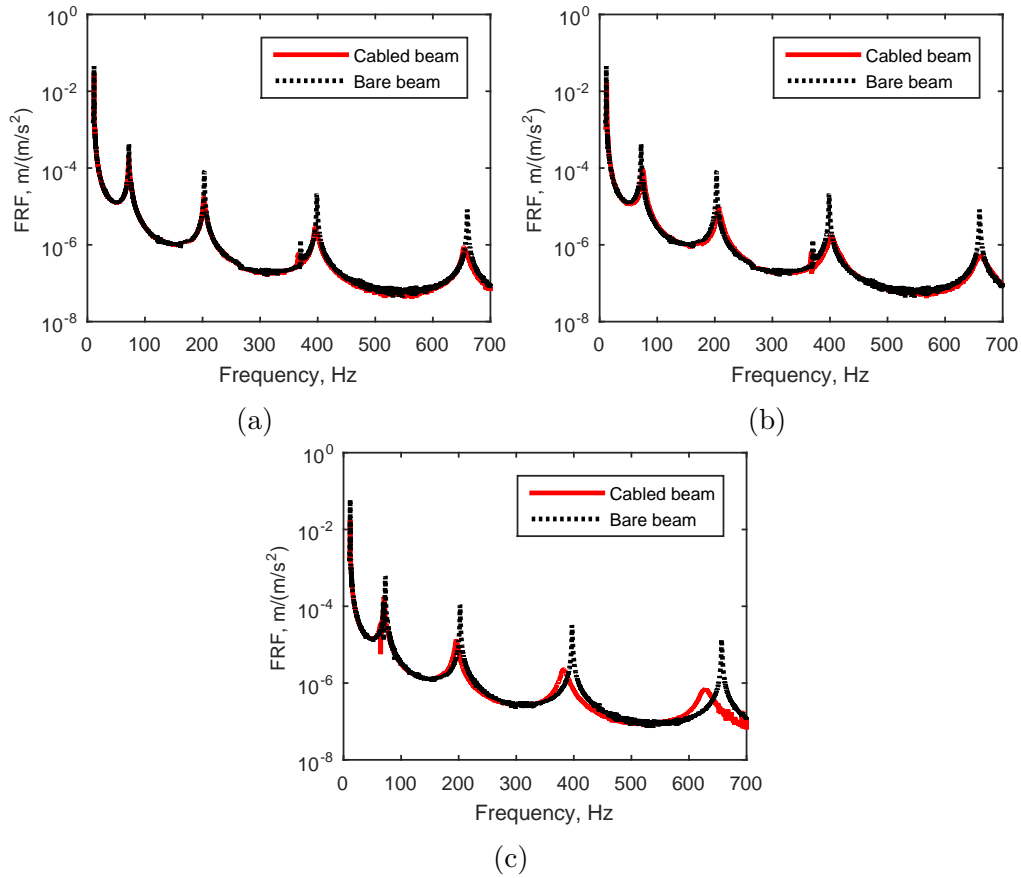 10^0
10^-2
10^-4
10^-6
10^-8
FRF, m/(m/s^2)
Cabled beam
Bare beam
0 100 200 300 400 500 600 700
Frequency, Hz
(a)
10^0
10^-2
10^-4
10^-6
10^-8
FRF, m/(m/s^2)
Cabled beam
Bare beam
0 100 200 300 400 500 600 700
Frequency, Hz
(b)
10^0
10^-2
10^-4
10^-6
10^-8
FRF, m/(m/s^2)
Cabled beam
Bare beam
0 100 200 300 400 500 600 700
Frequency, Hz
(c)